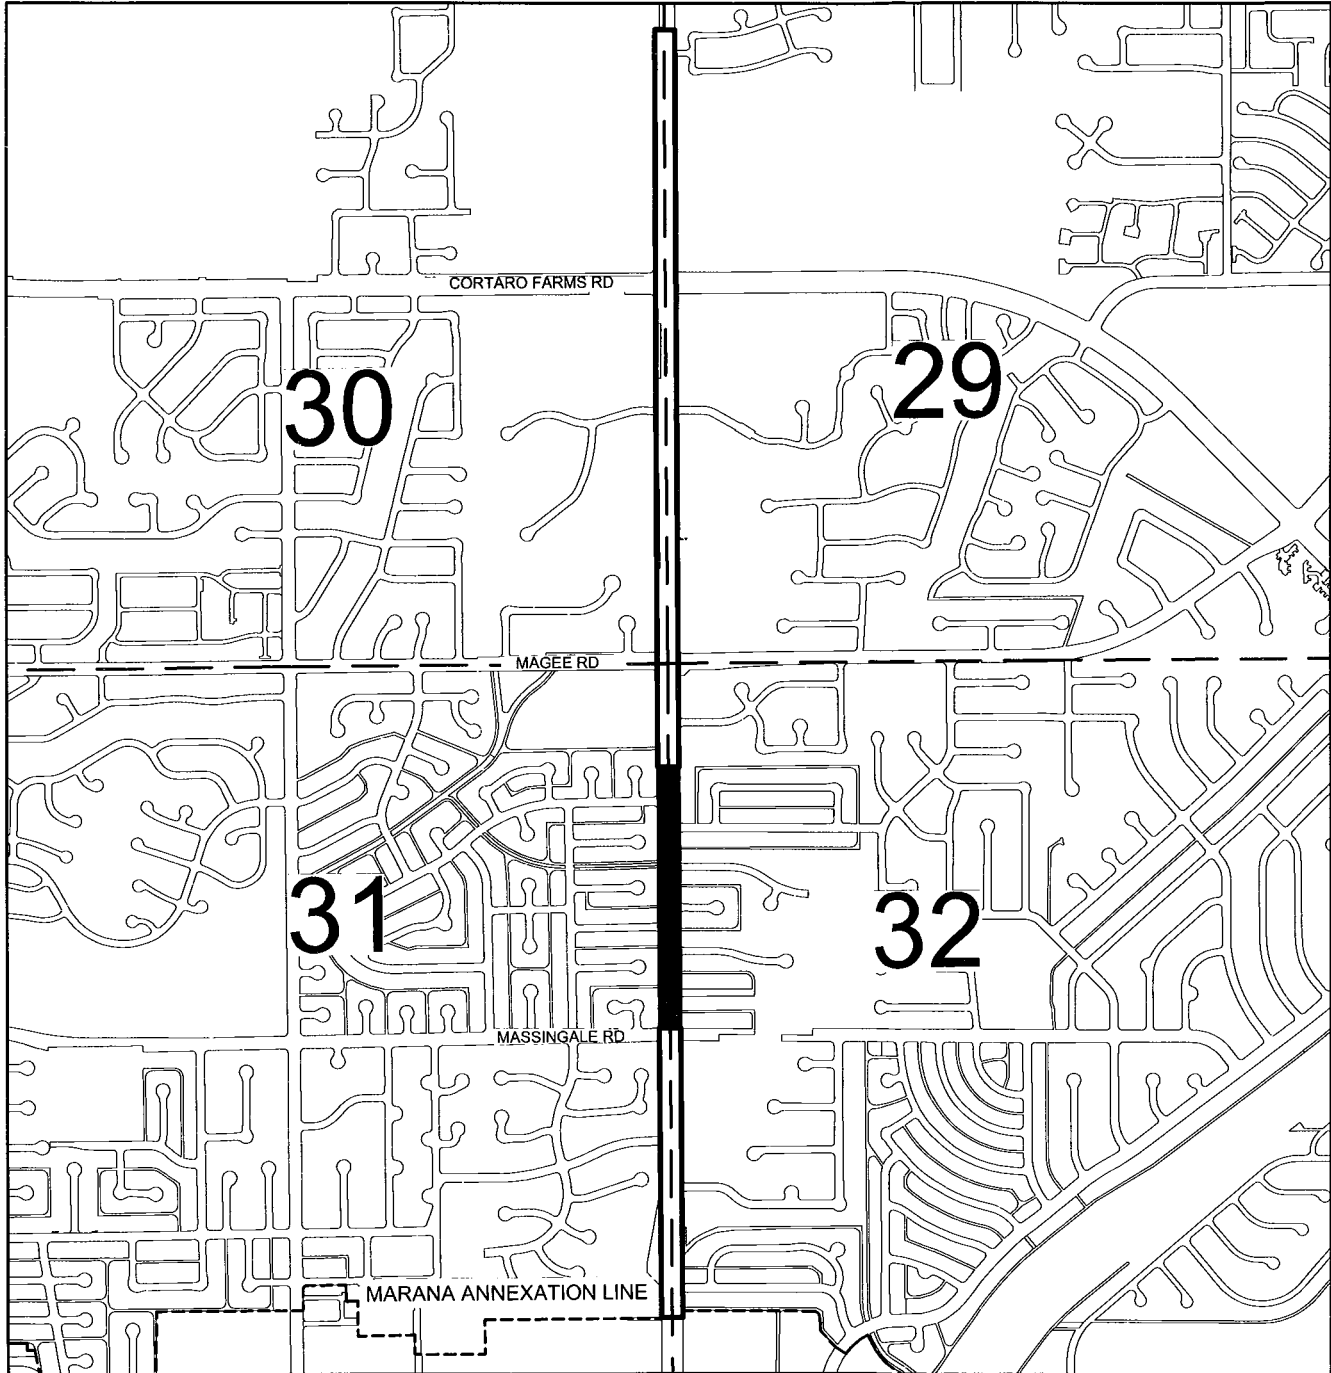 CORTARO FARMS RD
29
30
MAGEE RD
31
32
MASSINGALE RD
MARANA ANNEXATION LINE